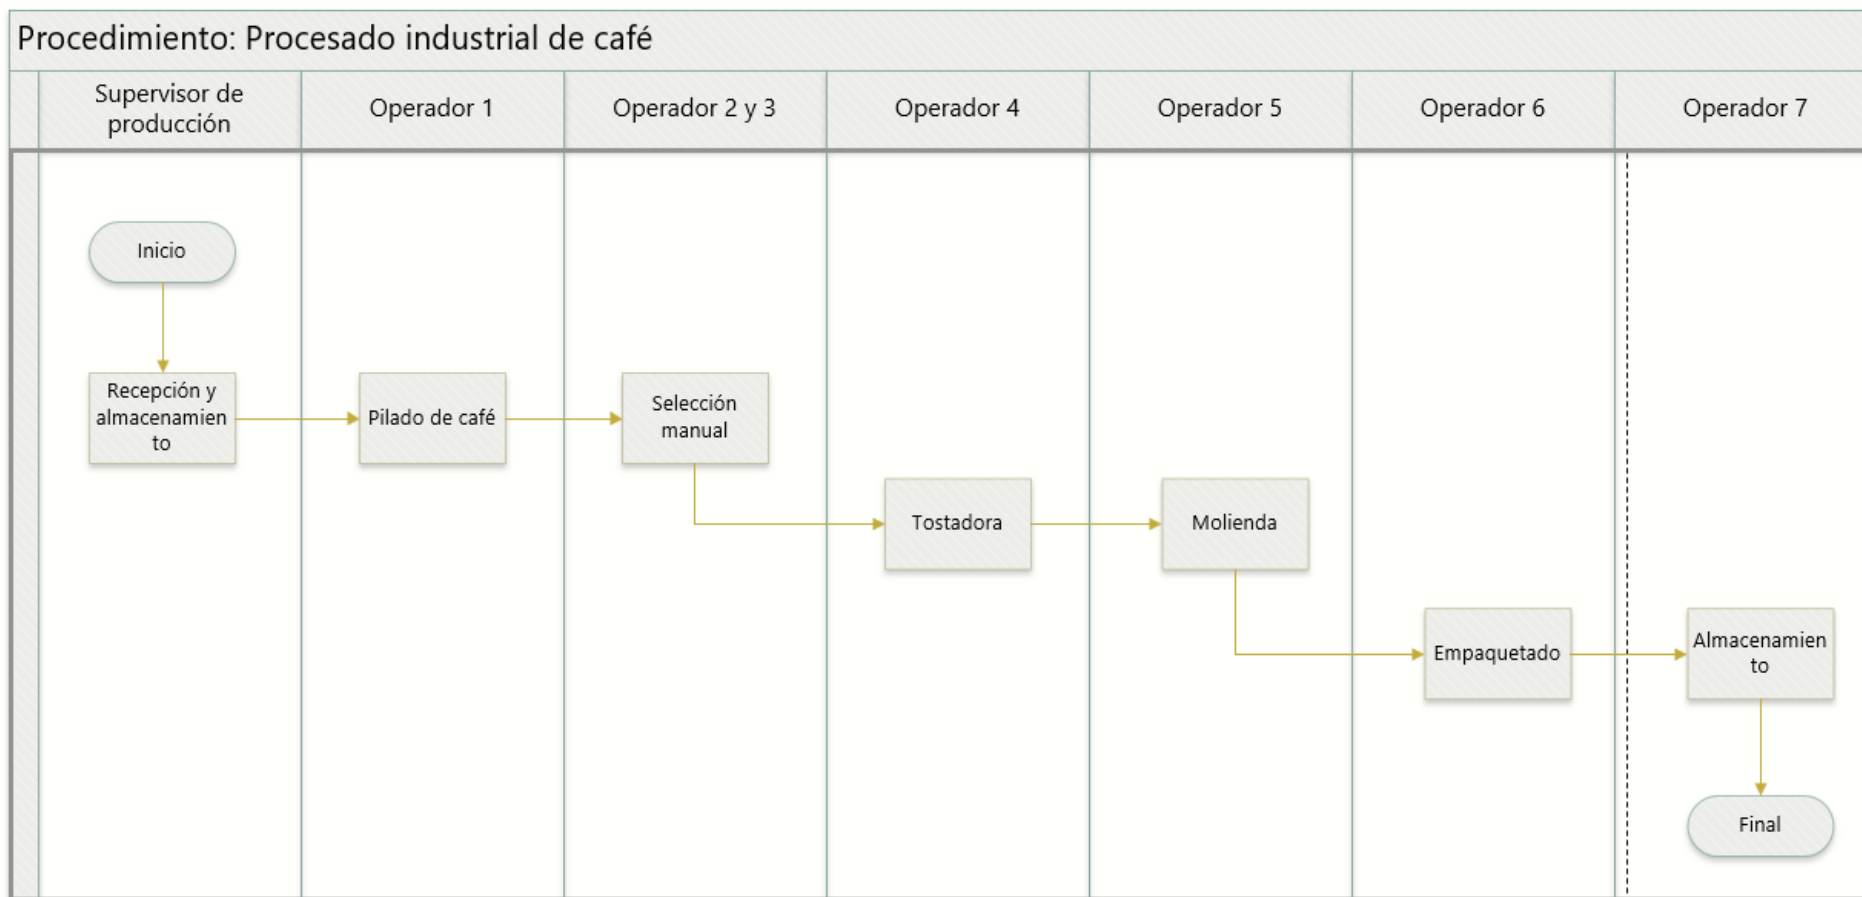 Procedimiento: Procesado industrial de café
Supervisor de
producción
Operador 1
Operador 2 y 3
Operador 4
Operador 5
Operador 6
Operador 7
Inicio
Recepción y
almacenamien
to
Pilado de café
Selección
manual
Tostadora
Molienda
Empaquetado
Almacenamien
to
Final